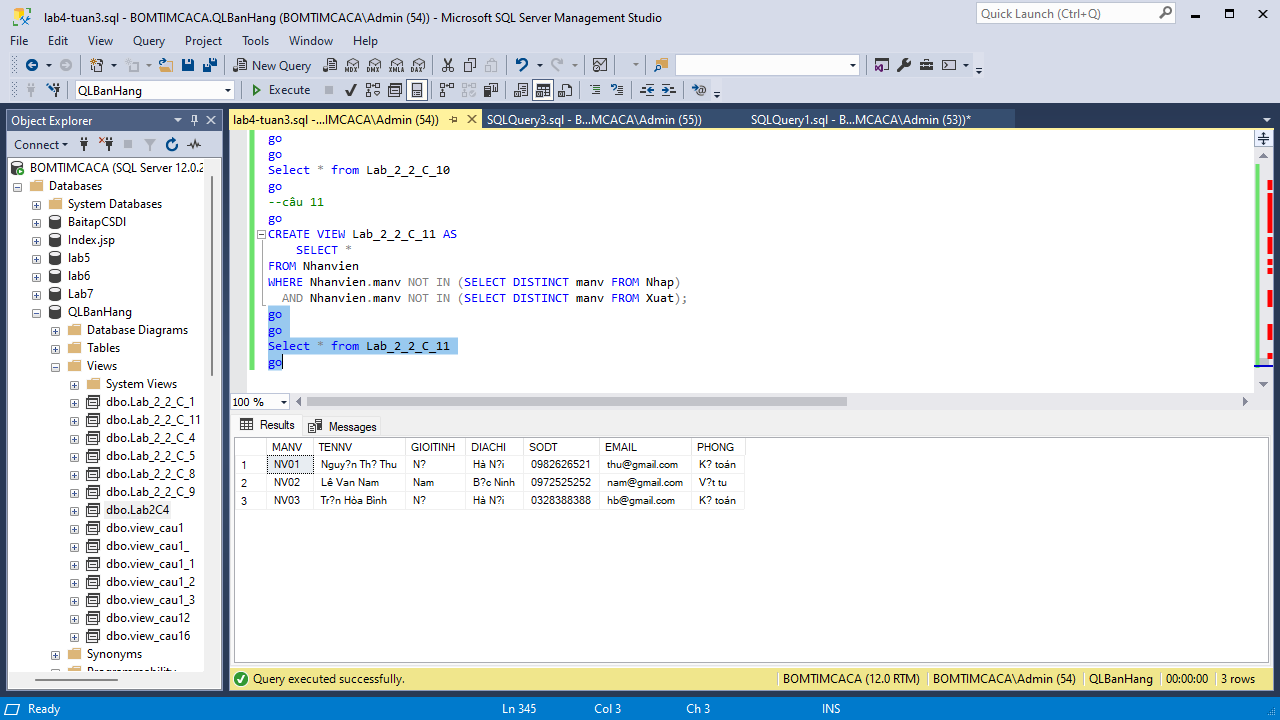 lab4-tuan3.sql - BOMTIMCACA.QLBanHang (BOMTIMCACA\Admin (54)) - Microsoft SQL Server Management Studio
Quick Launch (Ctrl+Q)
File Edit View Query Project Tools Window Help
New Query
MDX DMX XMLA DAX
QLBanHang
Execute
Object Explorer
Connect
BOMTIMCACA (SQL Server 12.0.2
Databases
System Databases
BaitapCSDI
Index.jsp
lab5
lab6
Lab7
QLBanHang
Database Diagrams
Tables
Views
System Views
dbo.Lab_2_2_C_1
dbo.Lab_2_2_C_11
dbo.Lab_2_2_C_4
dbo.Lab_2_2_C_5
dbo.Lab_2_2_C_8
dbo.Lab_2_2_C_9
dbo.Lab2C4
dbo.view_cau1
dbo.view_cau1_
dbo.view_cau1_1
dbo.view_cau1_2
dbo.view_cau1_3
dbo.view_cau12
dbo.view_cau16
Synonyms
Programmability
lab4-tuan3.sql -...IMCACA\Admin (54)) SQLQuery3.sql - B...MCACA\Admin (55)) SQLQuery1.sql - B...MCACA\Admin (53))*
go
go
Select * from Lab_2_2_C_10
go
--câu 11
go
CREATE VIEW Lab_2_2_C_11 AS
SELECT *
FROM Nhanvien
WHERE Nhanvien.manv NOT IN (SELECT DISTINCT manv FROM Nhap)
AND Nhanvien.manv NOT IN (SELECT DISTINCT manv FROM Xuat);
go
go
Select * from Lab_2_2_C_11
go
100 %
Results Messages
MANV TENNV GIOITINH DIACHI SODT EMAIL PHONG
1 NV01 Nguy?n Th? Thu N? Hà N?i 0982626521 thu@gmail.com K? toán
2 NV02 Lê Van Nam Nam B?c Ninh 0972525252 nam@gmail.com V?t tu
3 NV03 Tr?n Hòa Bình N? Hà N?i 0328388388 hb@gmail.com K? toán
Query executed successfully. BOMTIMCACA (12.0 RTM) BOMTIMCACA\Admin (54) QLBanHang 00:00:00 3 rows
Ready Ln 345 Col 3 Ch 3 INS